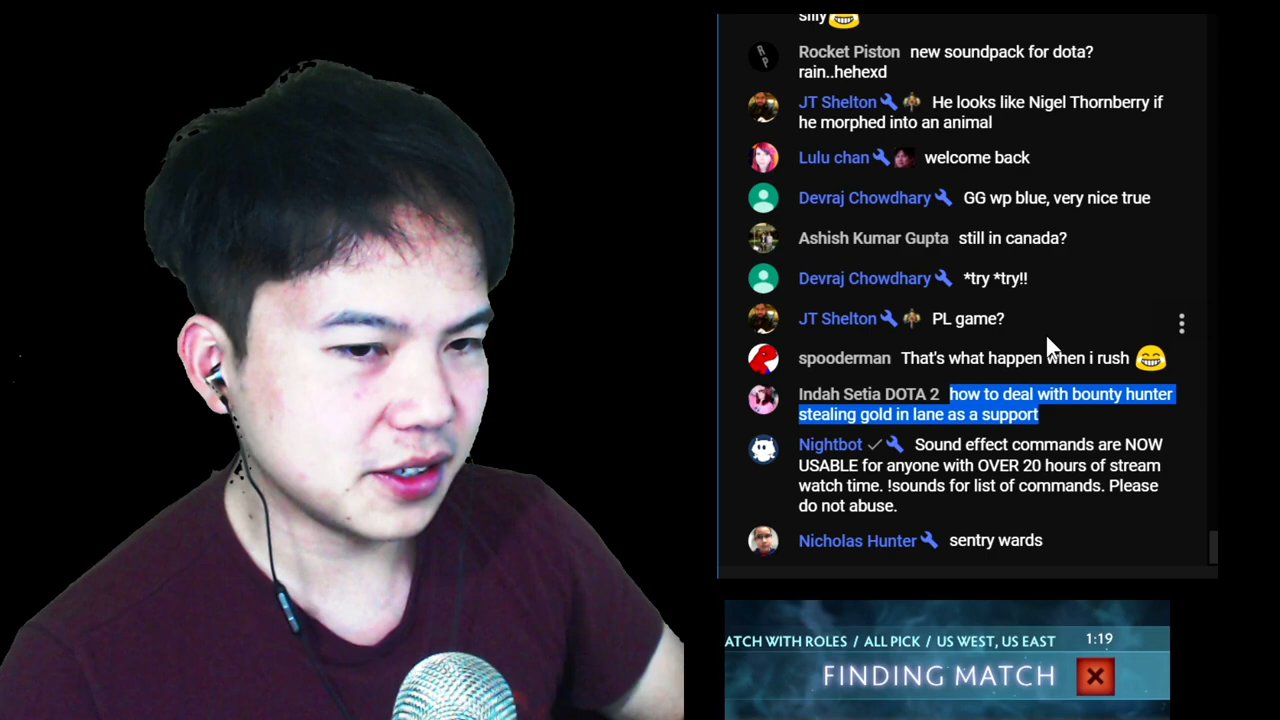 silly
Rocket Piston new soundpack for dota?
rain..hehexd
JT Shelton He looks like Nigel Thornberry if
he morphed into an animal
Lulu chan welcome back
Devraj Chowdhary GG wp blue, very nice true
Ashish Kumar Gupta still in canada?
Devraj Chowdhary *try *try!!
JT Shelton PL game?
spooderman That's what happen when i rush
Indah Setia DOTA 2 how to deal with bounty hunter
stealing gold in lane as a support
Nightbot Sound effect commands are NOW
USABLE for anyone with OVER 20 hours of stream
watch time. !sounds for list of commands. Please
do not abuse.
Nicholas Hunter sentry wards
ATCH WITH ROLES / ALL PICK / US WEST, US EAST 1:19
FINDING MATCH